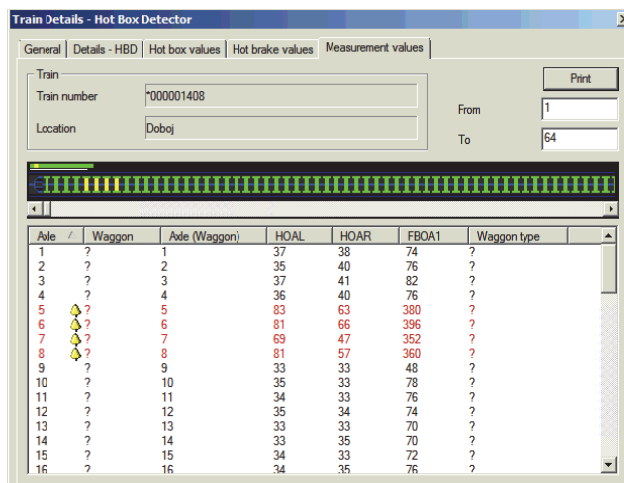 Train Details - Hot Box Detector
General Details - HBD Hot box values Hot brake values Measurement values
Train
Print
Train number *000001408
From 1
Location Doboj
To 64
Axle / Waggon Axle (Waggon) HOAL HOAR FBOA1 Waggon type
1 ? 1 37 38 74 ?
2 ? 2 35 40 76 ?
3 ? 3 37 41 82 ?
4 ? 4 36 40 76 ?
5 ? 5 83 63 380 ?
6 ? 6 81 66 396 ?
7 ? 7 69 47 352 ?
8 ? 8 81 57 360 ?
9 ? 9 33 33 48 ?
10 ? 10 35 33 78 ?
11 ? 11 34 33 76 ?
12 ? 12 35 34 74 ?
13 ? 13 33 33 70 ?
14 ? 14 33 35 70 ?
15 ? 15 34 33 72 ?
16 ? 16 34 35 76 ?